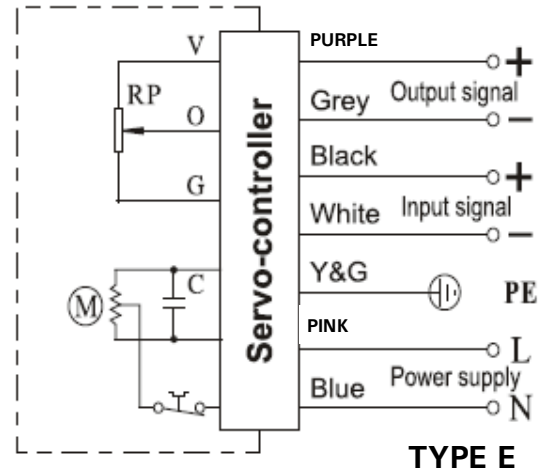 PURPLE
V
RP
O
G
Grey
Output signal
Black
White
Input signal
Servo-controller
Y&G
PE
M
C
PINK
L
Blue
Power supply
N
TYPE E